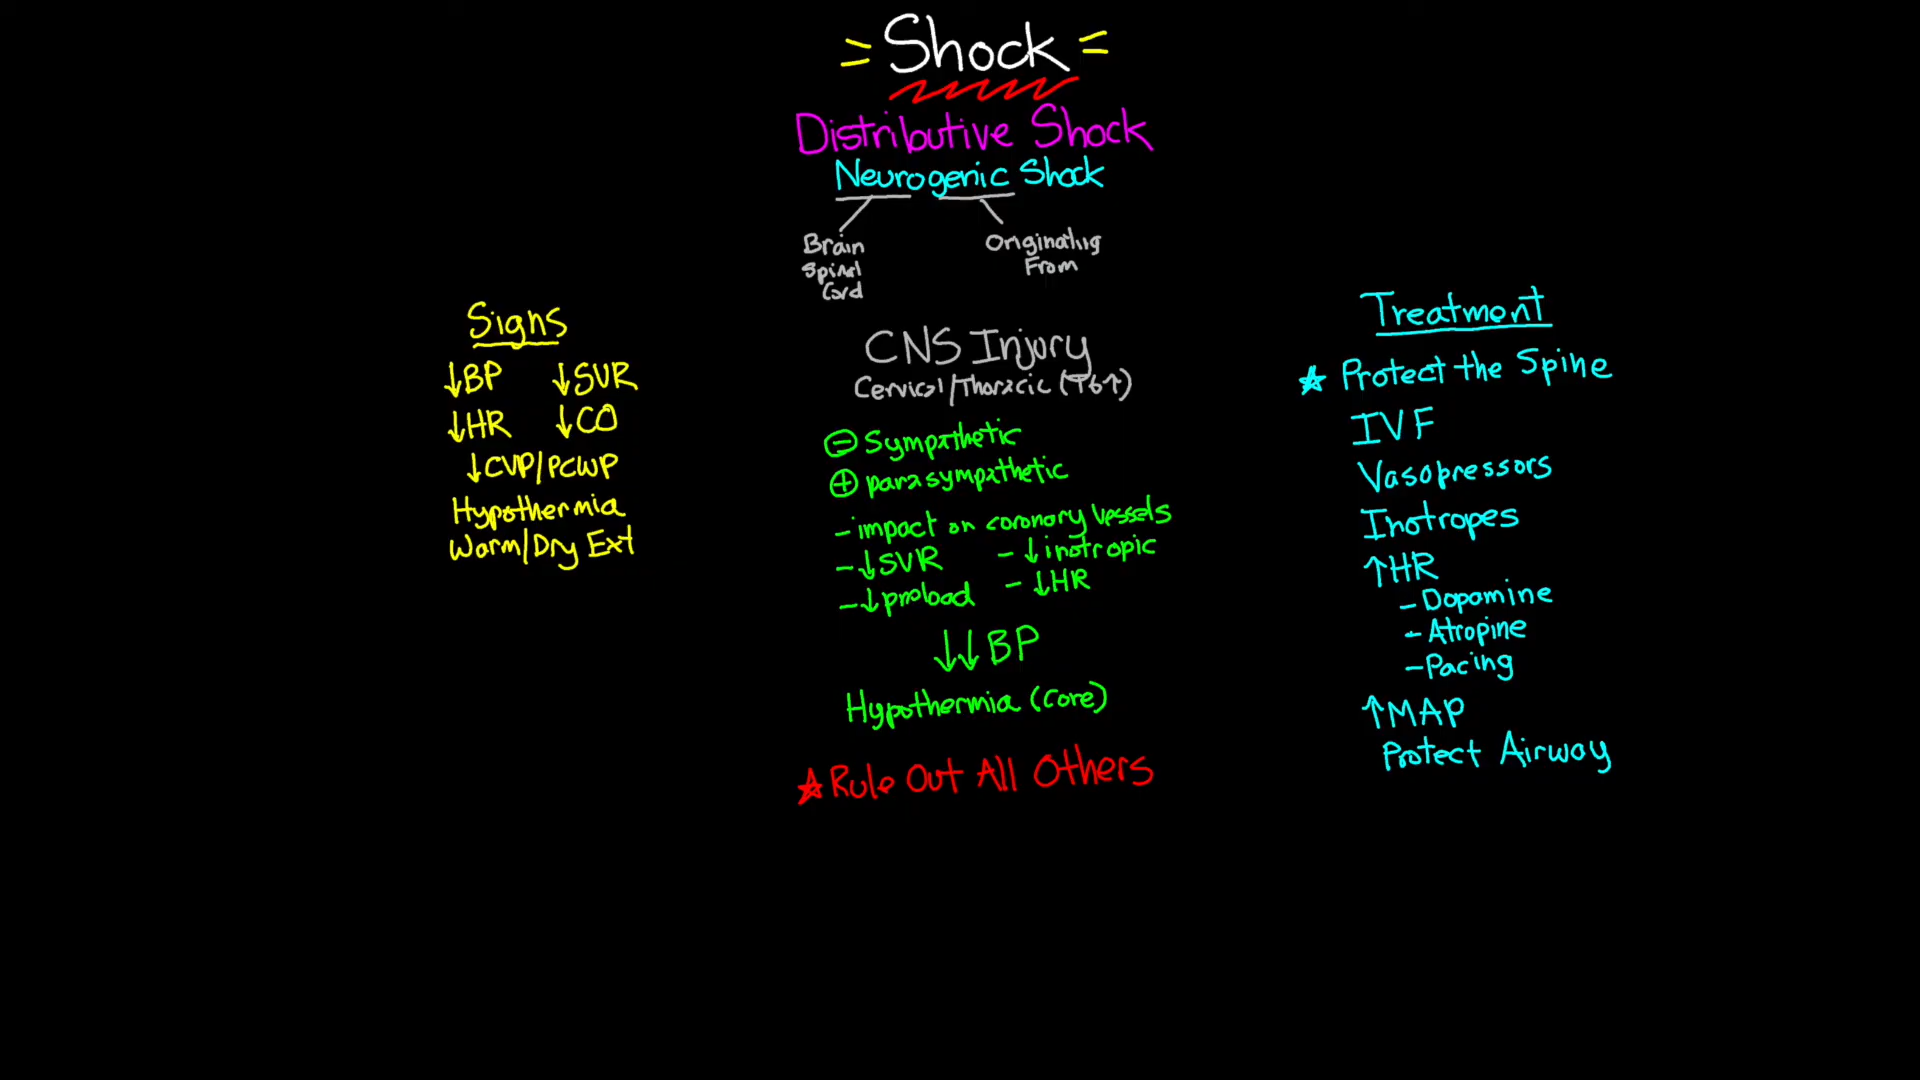 = Shock =
Distributive Shock
Neurogenic Shock
Brain
Spinal
Cord
Originating
From
CNS Injury
Cervical/Thoracic (T6↑)
⊖ Sympathetic
⊕ parasympathetic
- impact on coronary vessels
- ↓SVR - ↓inotropic
- ↓preload - ↓HR
↓↓BP
Hypothermia (Core)
☆ Rule Out All Others
Signs
↓BP ↓SVR
↓HR ↓CO
↓CVP/PCWP
Hypothermia
Warm/Dry Ext
Treatment
☆ Protect the Spine
IVF
Vasopressors
Inotropes
↑HR
- Dopamine
- Atropine
- Pacing
↑MAP
Protect Airway